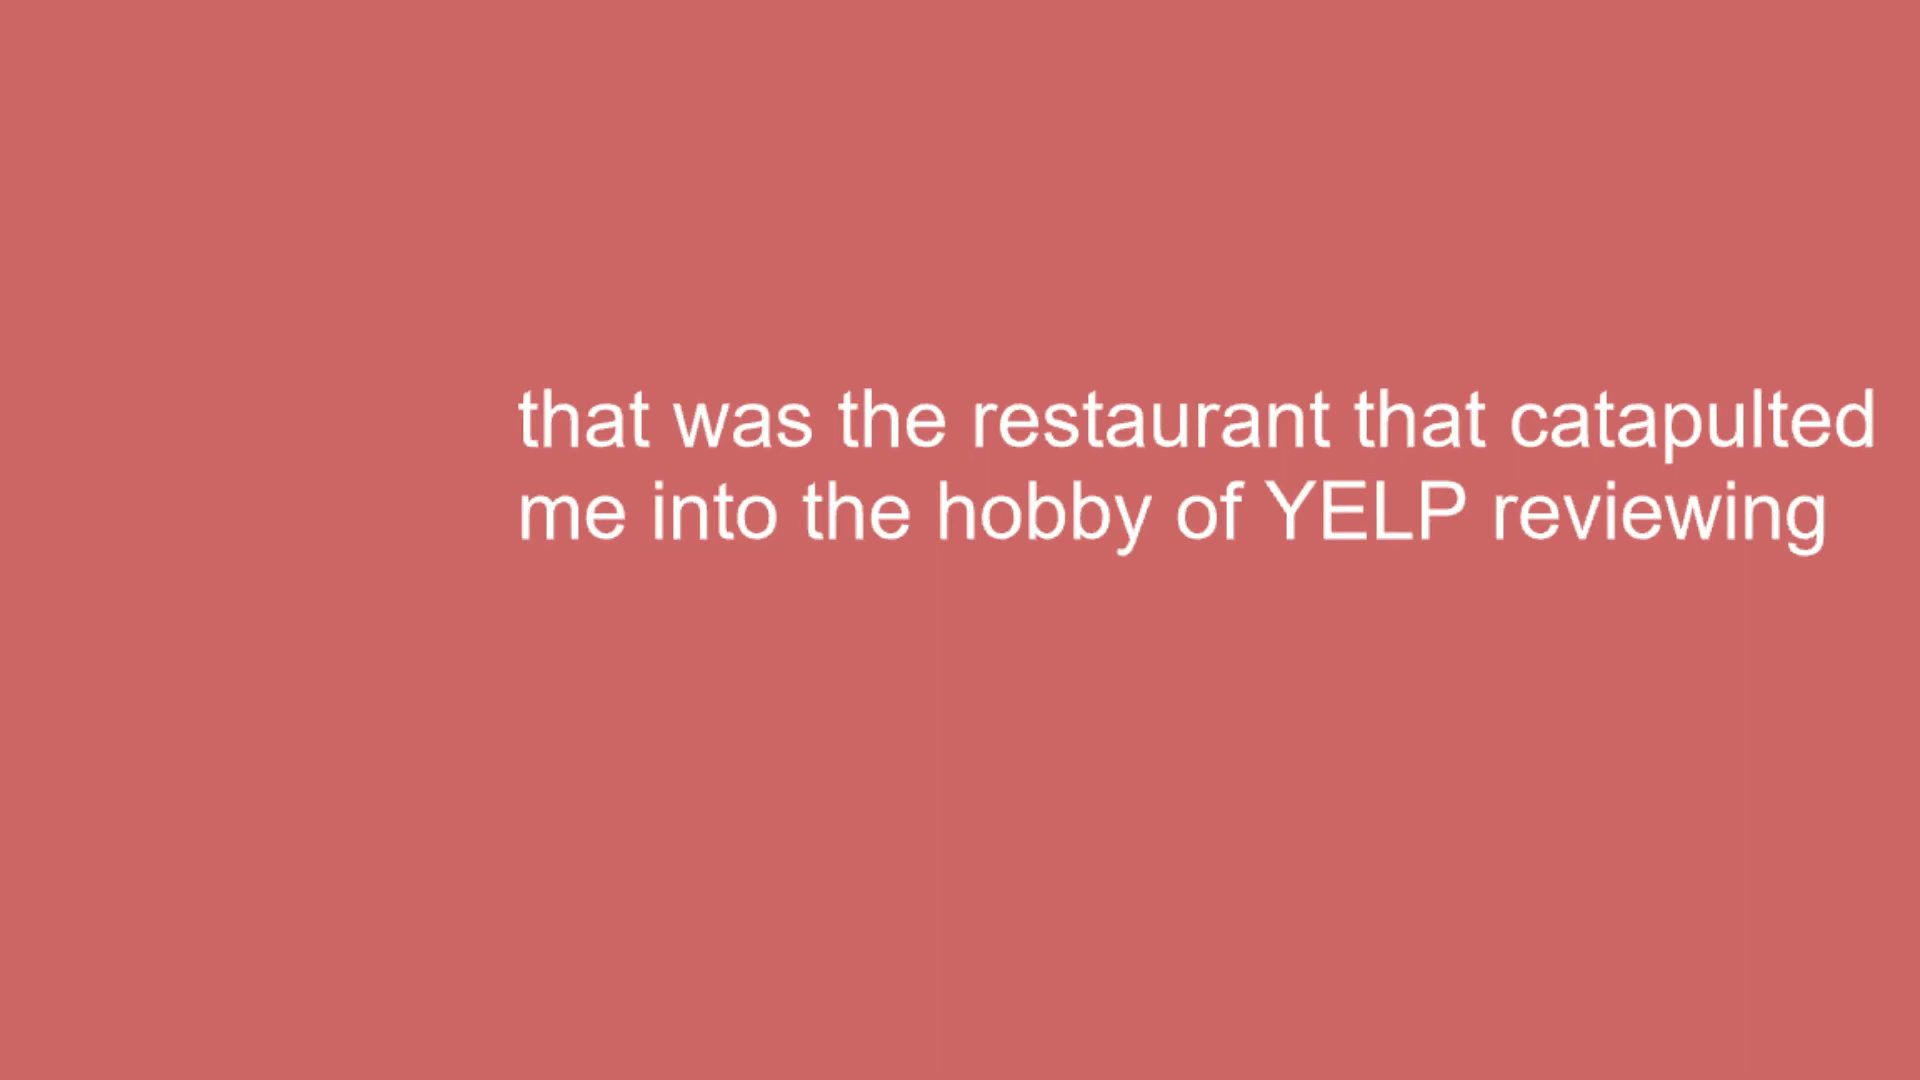 that was the restaurant that catapulted
me into the hobby of YELP reviewing